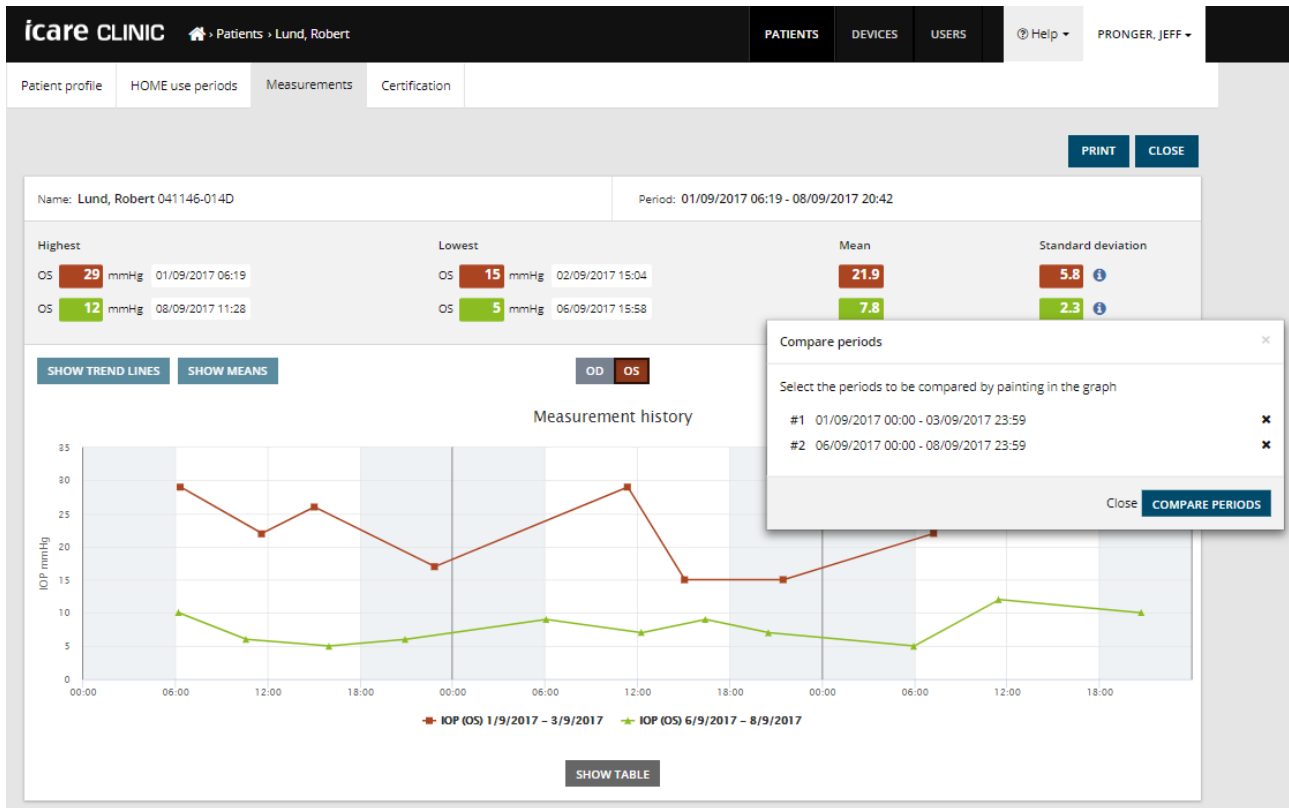 icare CLINIC › Patients › Lund, Robert PATIENTS DEVICES USERS Help PRONGER, JEFF
Patient profile HOME use periods Measurements Certification
PRINT CLOSE
Name: Lund, Robert 041146-014D Period: 01/09/2017 06:19 - 08/09/2017 20:42
Highest Lowest Mean Standard deviation
OS 29 mmHg 01/09/2017 06:19 OS 15 mmHg 02/09/2017 15:04 21.9 5.8
OS 12 mmHg 08/09/2017 11:28 OS 5 mmHg 06/09/2017 15:58 7.8 2.3
SHOW TREND LINES SHOW MEANS OD OS
Compare periods
Select the periods to be compared by painting in the graph
#1 01/09/2017 00:00 - 03/09/2017 23:59
#2 06/09/2017 00:00 - 08/09/2017 23:59
Close COMPARE PERIODS
Measurement history
IOP mmHg
35
30
25
20
15
10
5
0
00:00 06:00 12:00 18:00 00:00 06:00 12:00 18:00 00:00 06:00 12:00 18:00
IOP (OS) 1/9/2017 – 3/9/2017 IOP (OS) 6/9/2017 – 8/9/2017
SHOW TABLE